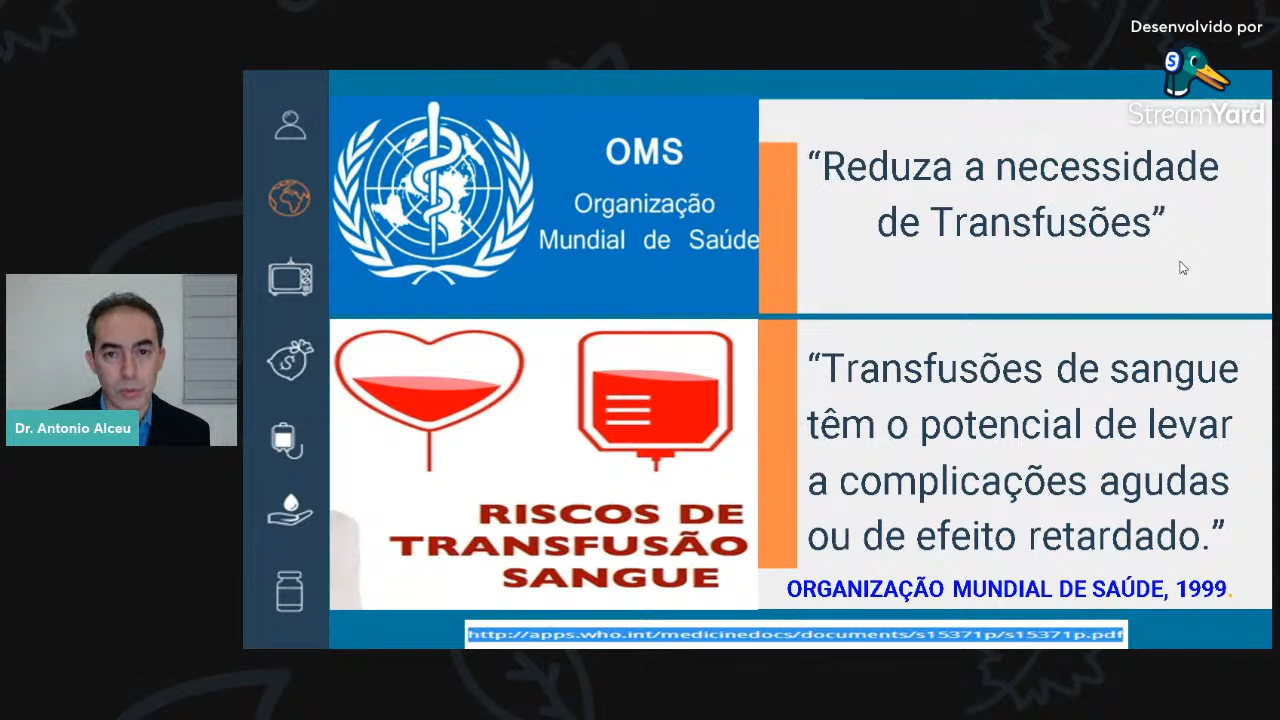 Desenvolvido por
StreamYard
OMS
Organização
Mundial de Saúde
“Reduza a necessidade
de Transfusões”
“Transfusões de sangue
têm o potencial de levar
a complicações agudas
ou de efeito retardado.”
RISCOS DE
TRANSFUSÃO
SANGUE
ORGANIZAÇÃO MUNDIAL DE SAÚDE, 1999.
http://apps.who.int/medicinedocs/documents/s15371p/s15371p.pdf
Dr. Antonio Alceu